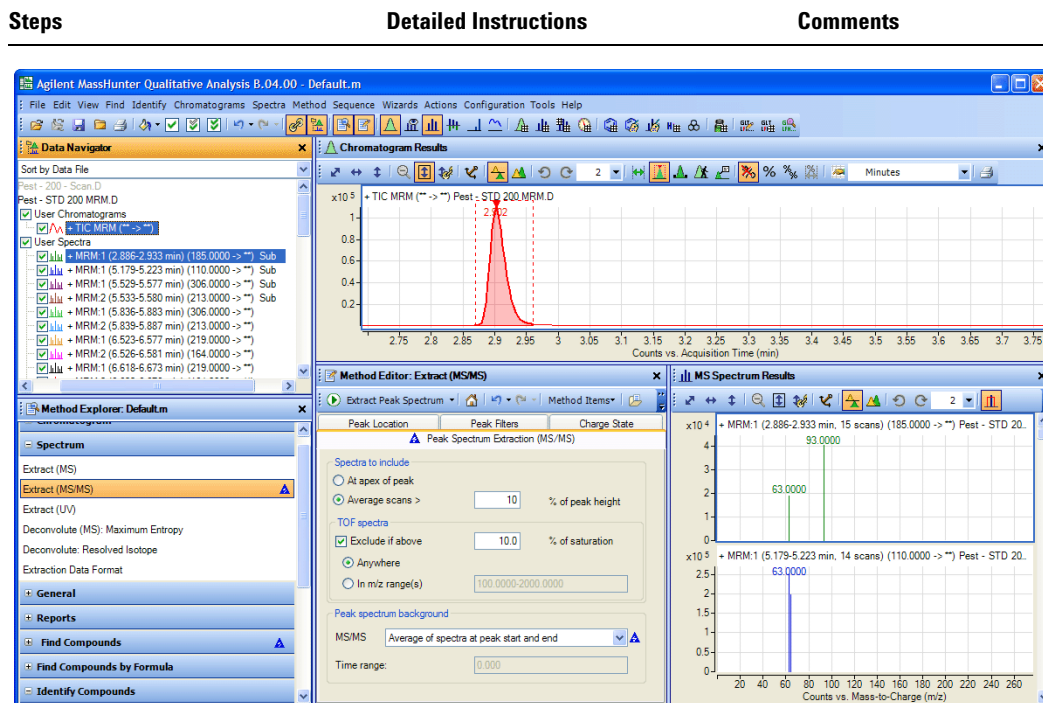 Steps Detailed Instructions Comments
Agilent MassHunter Qualitative Analysis B.04.00 - Default.m
File Edit View Find Identify Chromatograms Spectra Method Sequence Wizards Actions Configuration Tools Help
Data Navigator
Sort by Data File
Pest - 200 - Scan.D
Pest - STD 200 MRM.D
User Chromatograms
+ TIC MRM (** -> **)
User Spectra
+ MRM:1 (2.886-2.933 min) (185.0000 -> **) Sub
+ MRM:1 (5.179-5.223 min) (110.0000 -> **) Sub
+ MRM:1 (5.529-5.577 min) (306.0000 -> **) Sub
+ MRM:2 (5.533-5.580 min) (213.0000 -> **) Sub
+ MRM:1 (5.836-5.883 min) (306.0000 -> **)
+ MRM:2 (5.839-5.887 min) (213.0000 -> **)
+ MRM:1 (6.523-6.577 min) (219.0000 -> **)
+ MRM:2 (6.526-6.581 min) (164.0000 -> **)
+ MRM:1 (6.618-6.673 min) (219.0000 -> **)
Chromatogram Results
2 % % Minutes
x10 5 + TIC MRM (** -> **) Pest - STD 200 MRM.D
2.902
1
0.8
0.6
0.4
0.2
2.75 2.8 2.85 2.9 2.95 3 3.05 3.1 3.15 3.2 3.25 3.3 3.35 3.4 3.45 3.5 3.55 3.6 3.65 3.7 3.75
Counts vs. Acquisition Time (min)
Method Explorer: Default.m
Chromatogram
Spectrum
Extract (MS)
Extract (MS/MS)
Extract (UV)
Deconvolute (MS): Maximum Entropy
Deconvolute: Resolved Isotope
Extraction Data Format
General
Reports
Find Compounds
Find Compounds by Formula
Identify Compounds
Method Editor: Extract (MS/MS)
Extract Peak Spectrum Method Items
Peak Location Peak Filters Charge State
Peak Spectrum Extraction (MS/MS)
Spectra to include
At apex of peak
Average scans > 10 % of peak height
TOF spectra
Exclude if above 10.0 % of saturation
Anywhere
In m/z range(s) 100.0000-2000.0000
Peak spectrum background
MS/MS Average of spectra at peak start and end
Time range: 0.000
MS Spectrum Results
2
x10 4 + MRM:1 (2.886-2.933 min, 15 scans) (185.0000 -> **) Pest - STD 20..
93.0000
63.0000
4
3
2
1
0
x10 5 + MRM:1 (5.179-5.223 min, 14 scans) (110.0000 -> **) Pest - STD 20..
63.0000
2.5
2
1.5
1
0.5
0
20 40 60 80 100 120 140 160 180 200 220 240 260
Counts vs. Mass-to-Charge (m/z)